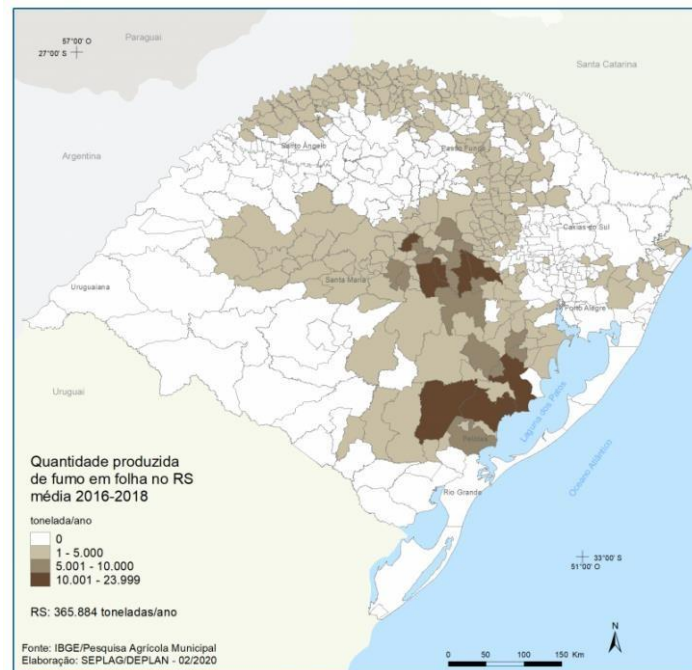 57°00' O
27°00' S
Paraguai
Santa Catarina
Argentina
Santo Ângelo
Passo Fundo
Caxias do Sul
Santa Maria
Uruguaiana
Porto Alegre
Uruguai
Laguna dos Patos
Pelotas
Oceano Atlântico
Rio Grande
33°00' S
51°00' O
Quantidade produzida
de fumo em folha no RS
média 2016-2018
tonelada/ano
0
1 - 5.000
5.001 - 10.000
10.001 - 23.999
RS: 365.884 toneladas/ano
Fonte: IBGE/Pesquisa Agrícola Municipal
Elaboração: SEPLAG/DEPLAN - 02/2020
N
0 50 100 150
Km